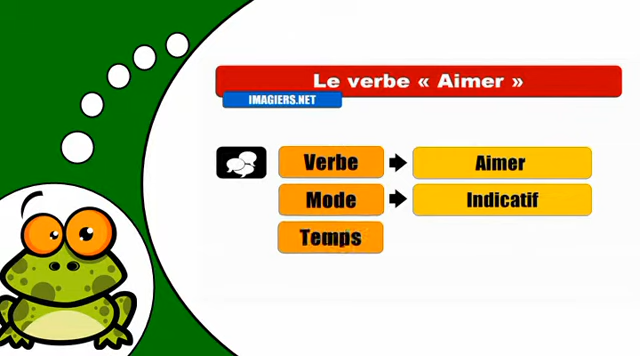 Le verbe « Aimer »
IMAGIERS.NET
Verbe Aimer
Mode Indicatif
Temps